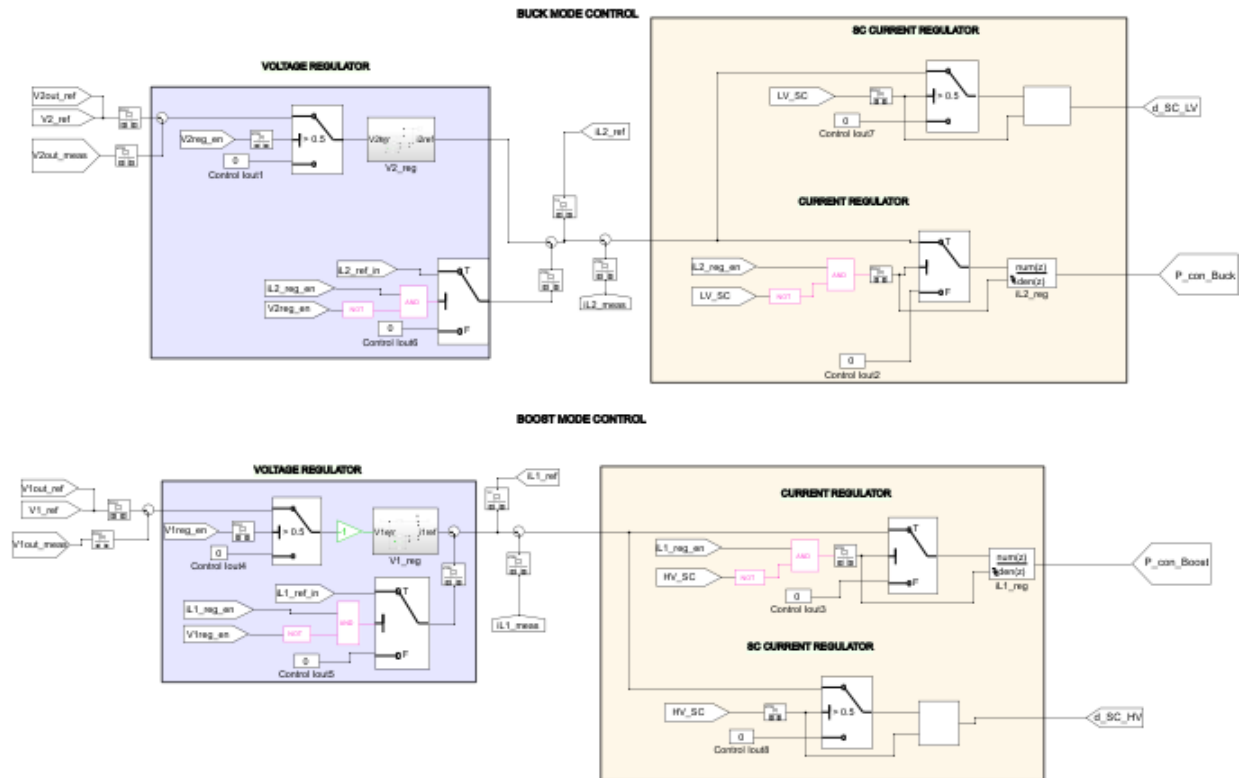 BUCK MODE CONTROL
SC CURRENT REGULATOR
VOLTAGE REGULATOR
V2out_ref
V2_ref
V2out_meas
V2reg_en
> 0.5
0
Control Iout1
i2ref
V2_reg
iL2_ref
LV_SC
> 0.5
0
Control Iout7
d_SC_LV
CURRENT REGULATOR
iL2_ref_in
iL2_reg_en
V2reg_en
NOT
AND
T
F
0
Control Iout6
iL2_meas
iL2_reg_en
LV_SC
NOT
AND
T
F
0
Control Iout2
num(z)
den(z)
iL2_reg
P_con_Buck
BOOST MODE CONTROL
VOLTAGE REGULATOR
V1out_ref
V1_ref
V1out_meas
V1reg_en
> 0.5
0
Control Iout4
-1
V1_reg
iL1_ref
iL1_ref_in
iL1_reg_en
V1reg_en
NOT
AND
T
F
0
Control Iout5
iL1_meas
CURRENT REGULATOR
iL1_reg_en
HV_SC
NOT
AND
T
F
0
Control Iout3
num(z)
den(z)
iL1_reg
P_con_Boost
SC CURRENT REGULATOR
HV_SC
> 0.5
0
Control Iout8
d_SC_HV